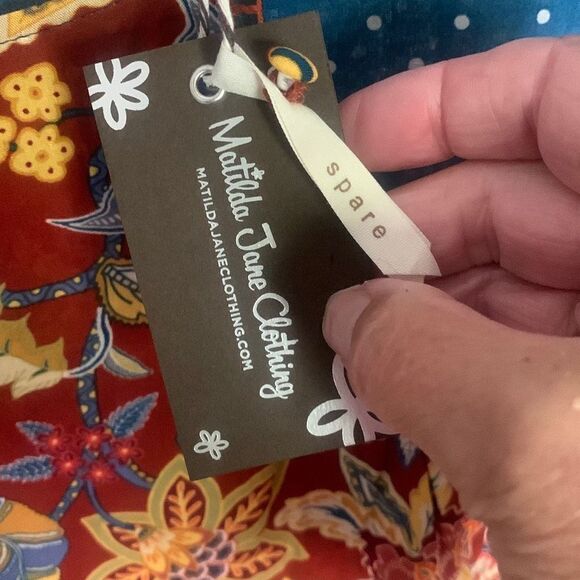 Matilda Jane Clothing
MATILDAJANECLOTHING.COM
spare